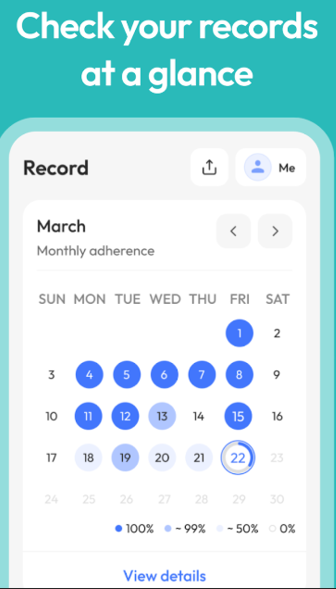 Check your records
at a glance
Record
Me
March
Monthly adherence
SUN MON TUE WED THU FRI SAT
1 2
3 4 5 6 7 8 9
10 11 12 13 14 15 16
17 18 19 20 21 22 23
24 25 26 27 28 29 30
100% ~ 99% ~ 50% 0%
View details